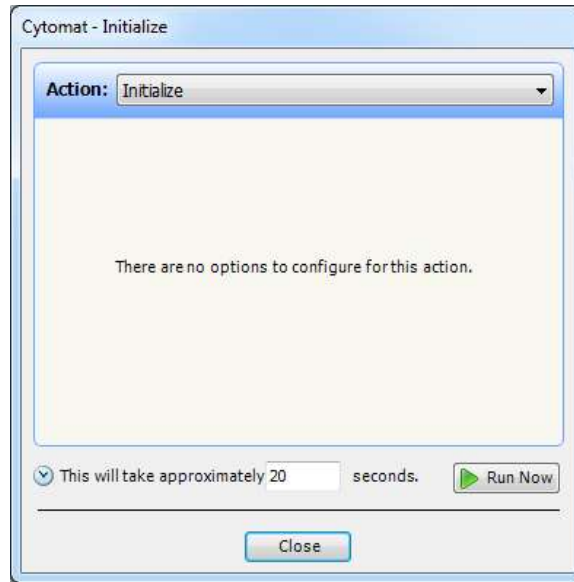 Cytomat - Initialize
Action: Initialize
There are no options to configure for this action.
This will take approximately 20 seconds. Run Now
Close